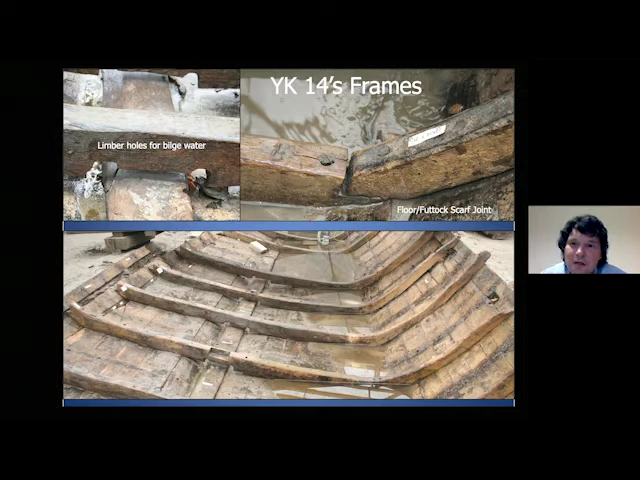 YK 14's Frames
Limber holes for bilge water
Floor/Futtock Scarf Joint